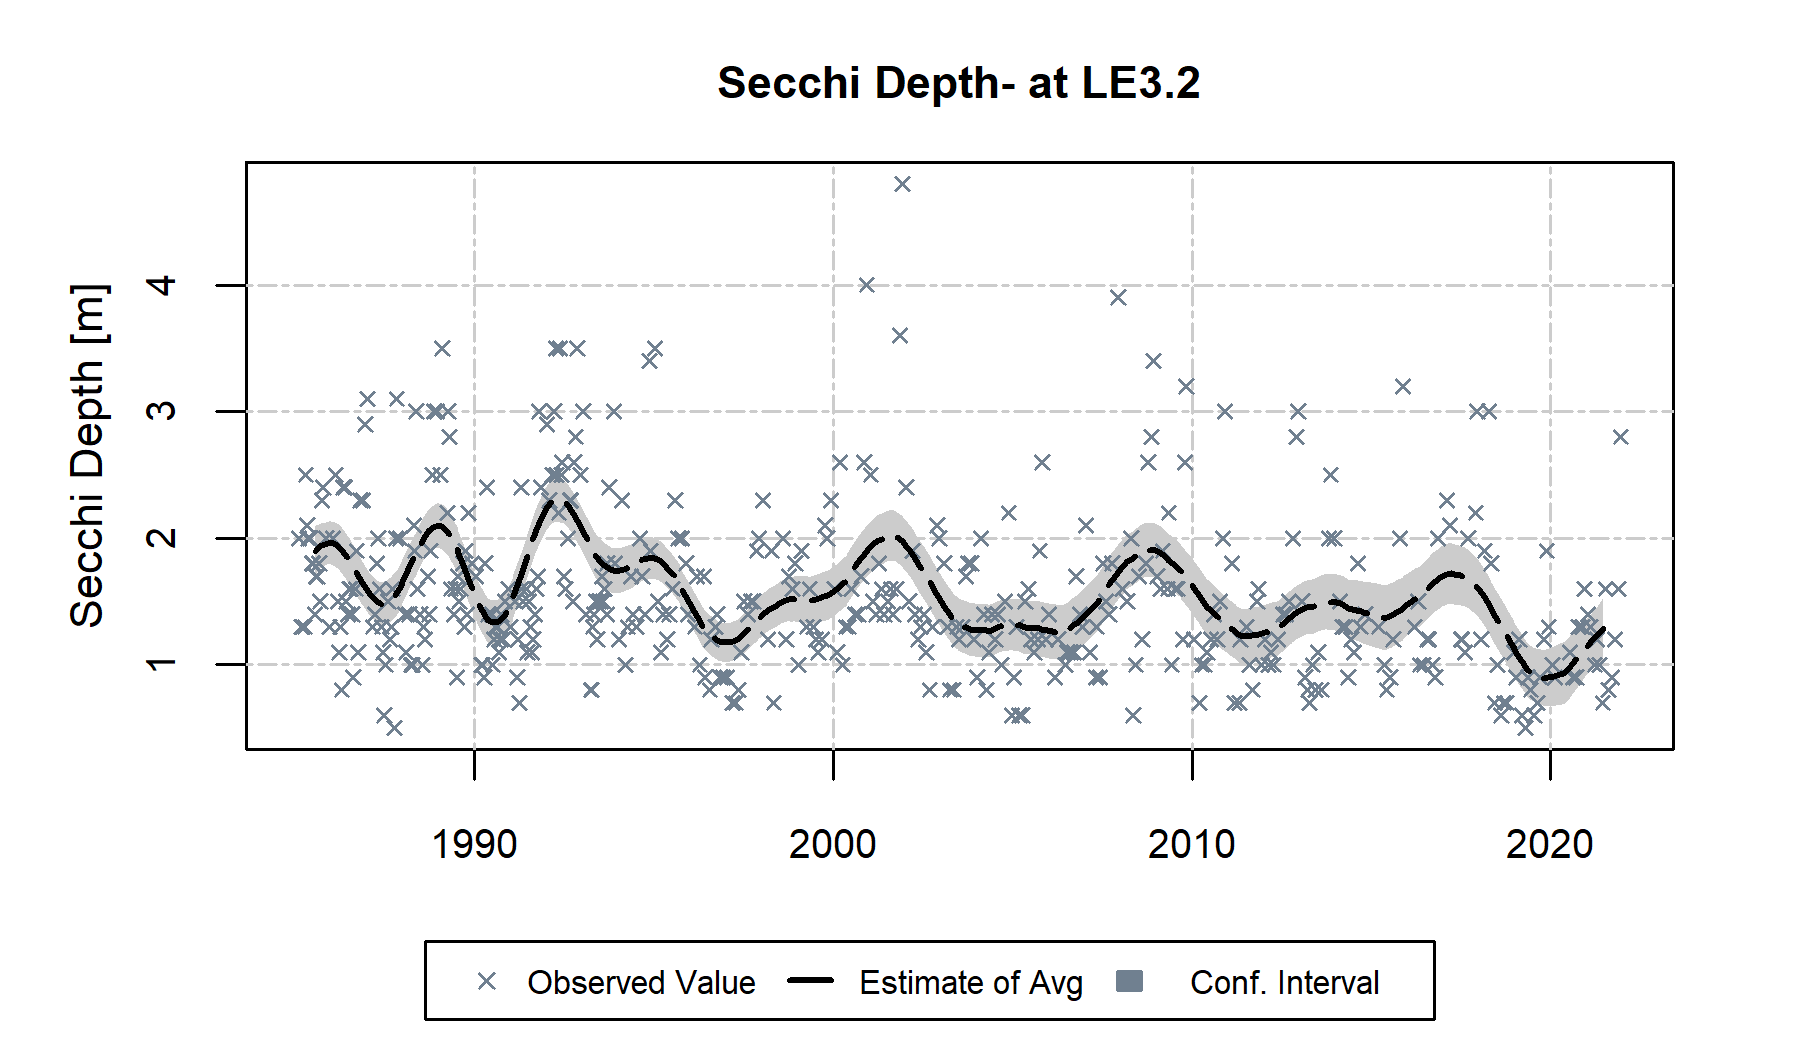 Secchi Depth- at LE3.2
Secchi Depth [m]
4
3
2
1
1990 2000 2010 2020
Observed Value Estimate of Avg Conf. Interval